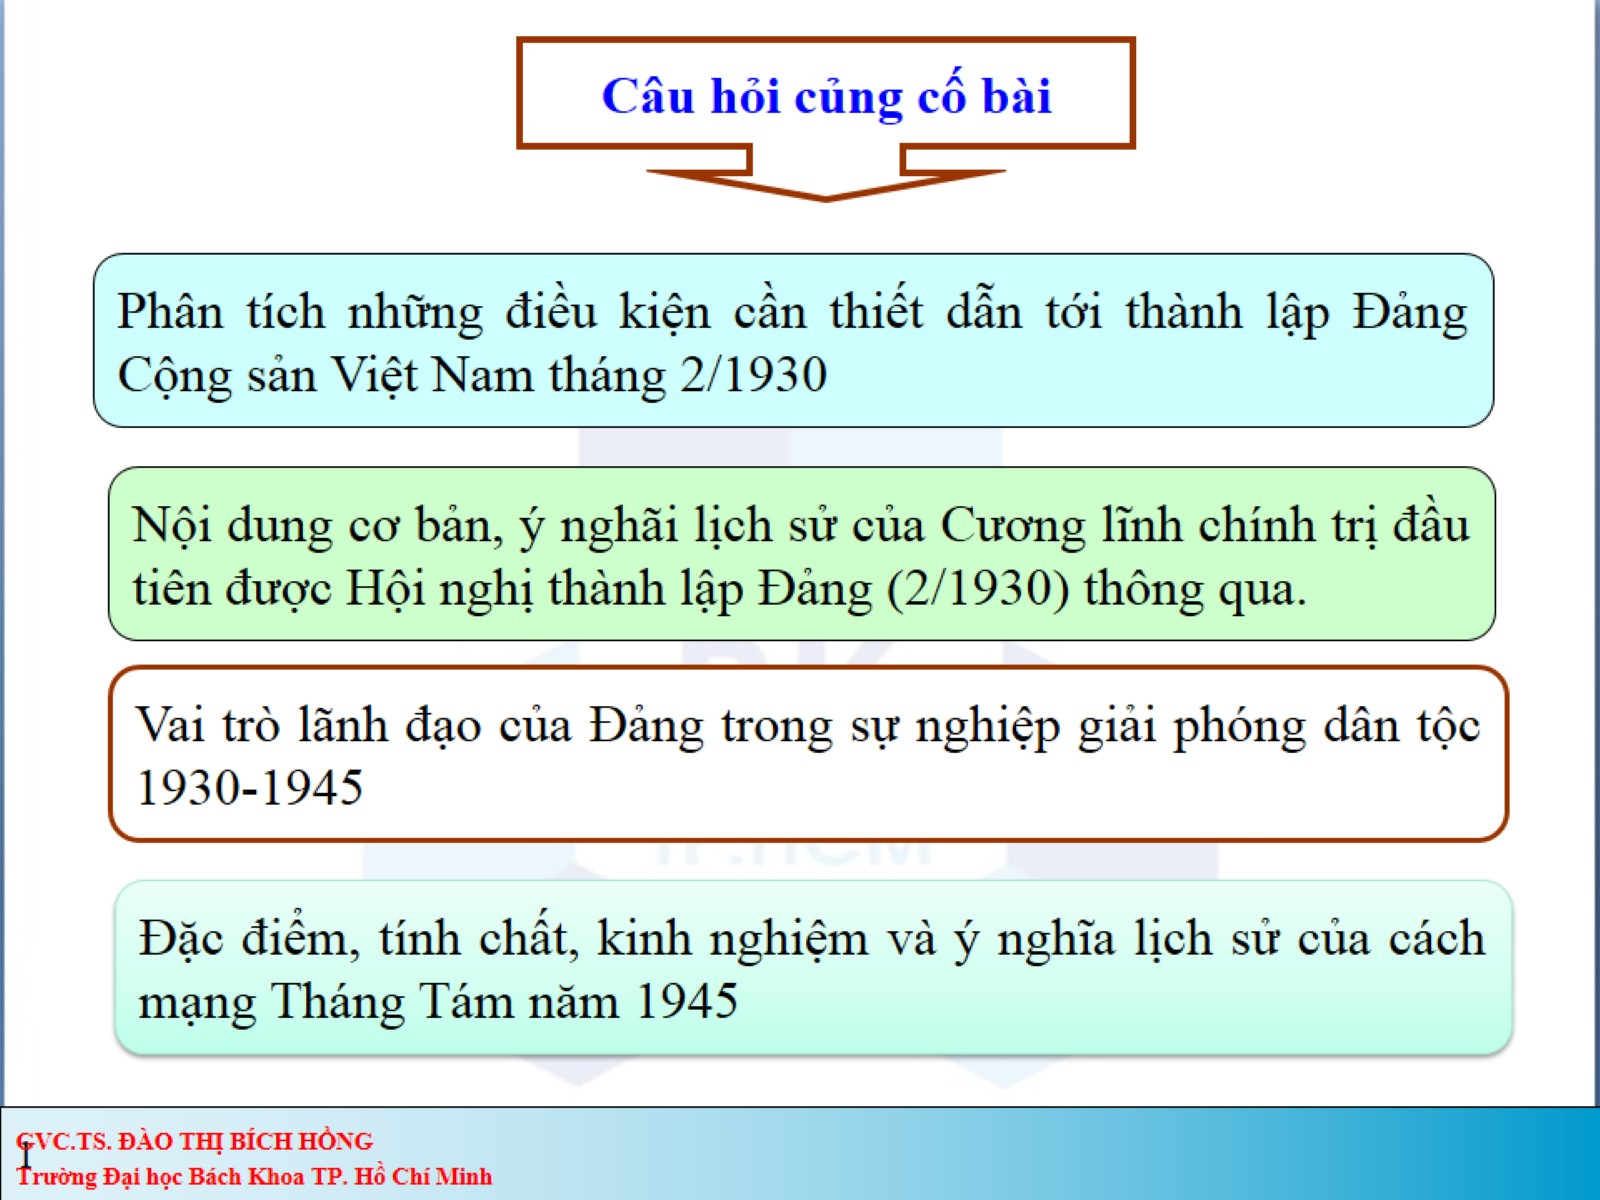 Câu hỏi củng cố bài
Phân tích những điều kiện cần thiết dẫn tới thành lập Đảng
Cộng sản Việt Nam tháng 2/1930
Nội dung cơ bản, ý nghãi lịch sử của Cương lĩnh chính trị đầu
tiên được Hội nghị thành lập Đảng (2/1930) thông qua.
Vai trò lãnh đạo của Đảng trong sự nghiệp giải phóng dân tộc
1930-1945
Đặc điểm, tính chất, kinh nghiệm và ý nghĩa lịch sử của cách
mạng Tháng Tám năm 1945
GVC.TS. ĐÀO THỊ BÍCH HỒNG
1
Trường Đại học Bách Khoa TP. Hồ Chí Minh